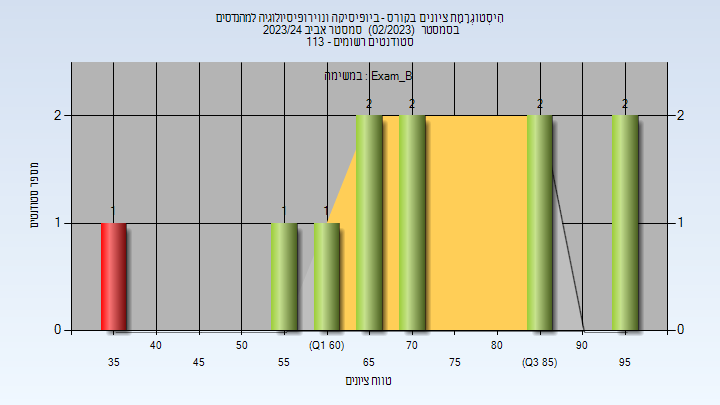 היסטוגרמת ציונים בקורס - ביופיסיקה ונוירופיסיולוגיה למהנדסים
בסמסטר (02/2023) סמסטר אביב 2023/24
סטודנטים רשומים - 113
במשימה : Exam_B
2 2 2 2
2 2
1 1 1
1 1
0 0
מספר סטודנטים
40 50 (Q1 60) 70 80 90
35 45 55 65 75 (Q3 85) 95
טווח ציונים